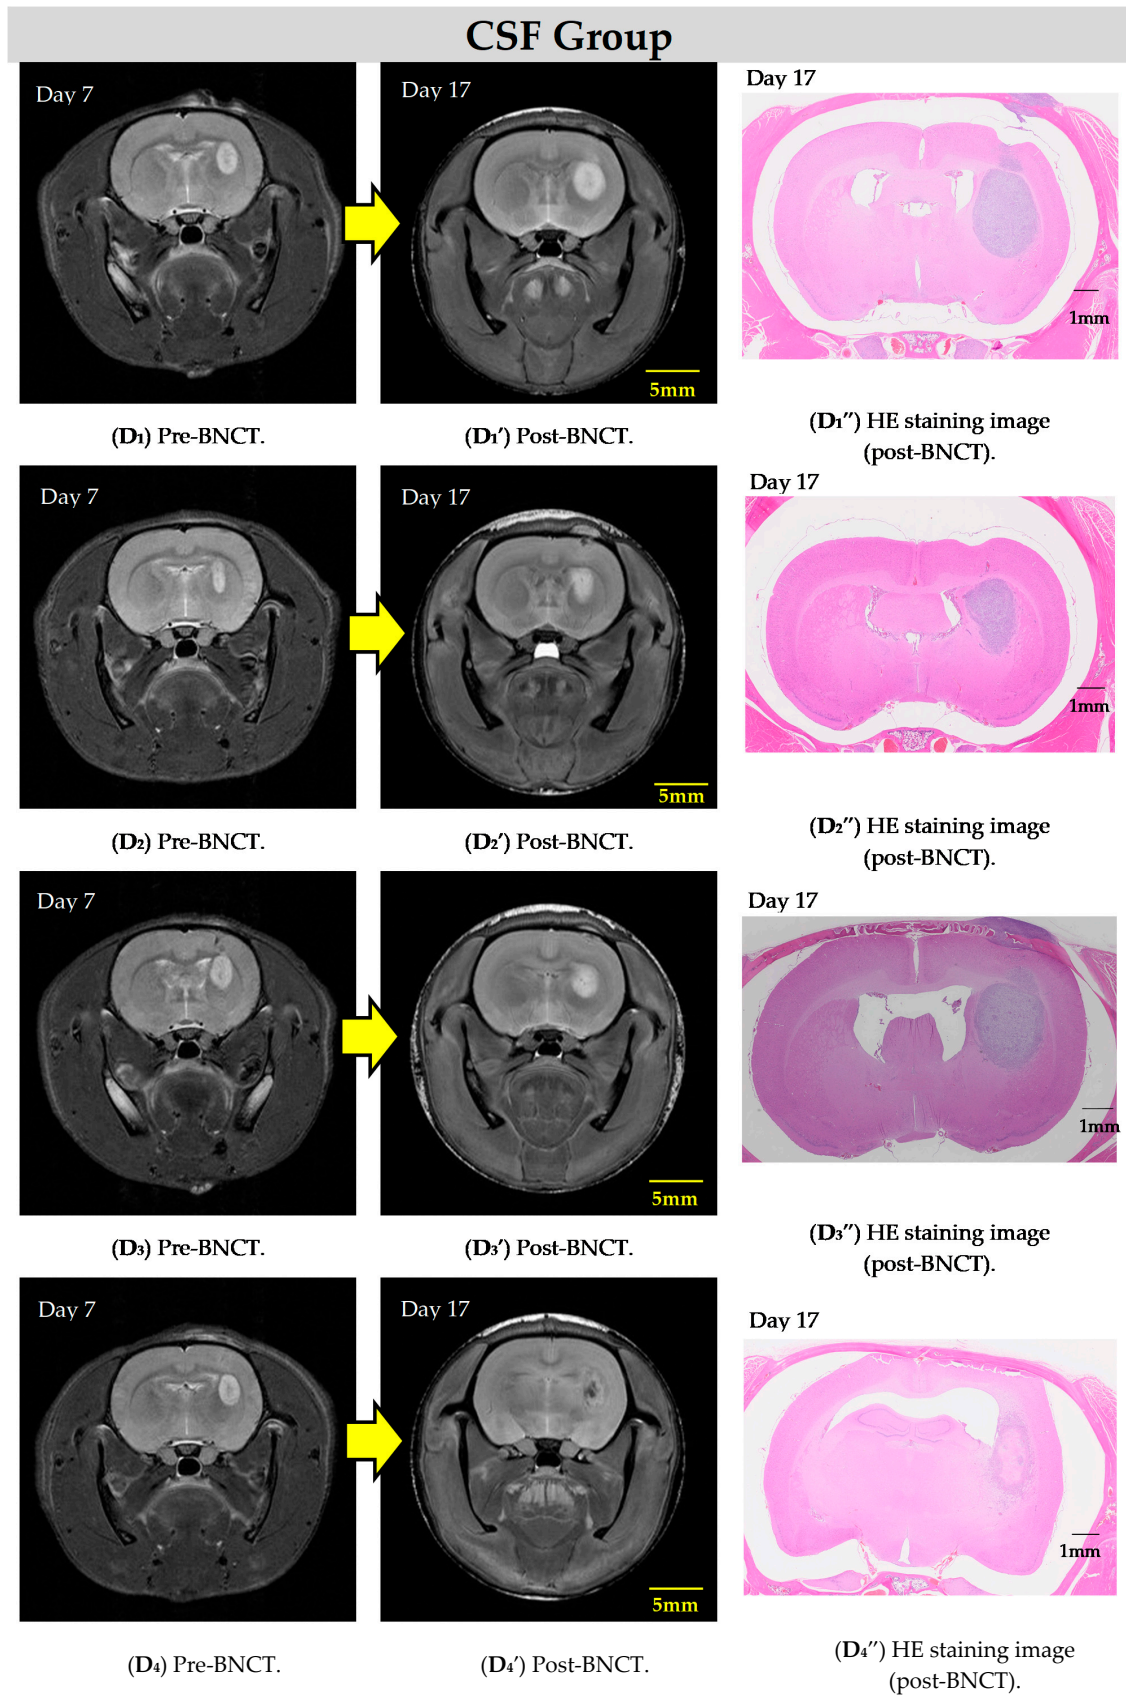 CSF Group
Day 7
Day 17
Day 17
5mm
1mm
(D₁) Pre-BNCT.
(D₁′) Post-BNCT.
(D₁″) HE staining image
(post-BNCT).
Day 7
Day 17
Day 17
5mm
1mm
(D₂) Pre-BNCT.
(D₂′) Post-BNCT.
(D₂″) HE staining image
(post-BNCT).
Day 7
Day 17
Day 17
5mm
1mm
(D₃) Pre-BNCT.
(D₃′) Post-BNCT.
(D₃″) HE staining image
(post-BNCT).
Day 7
Day 17
Day 17
5mm
1mm
(D₄) Pre-BNCT.
(D₄′) Post-BNCT.
(D₄″) HE staining image
(post-BNCT).